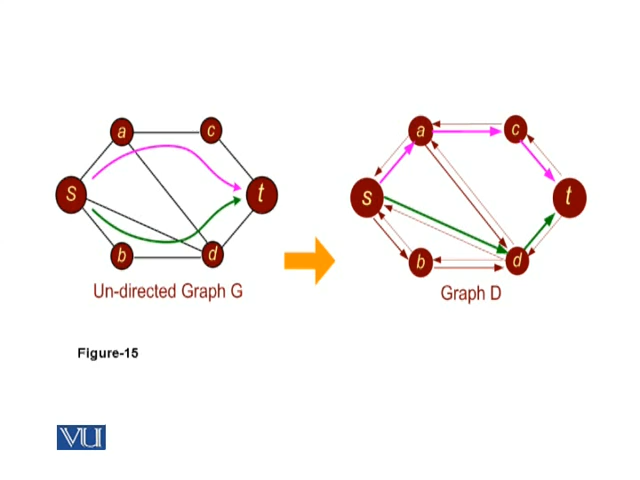 a c
s t
b d
Un-directed Graph G
a c
s t
b d
Graph D
Figure-15
VU